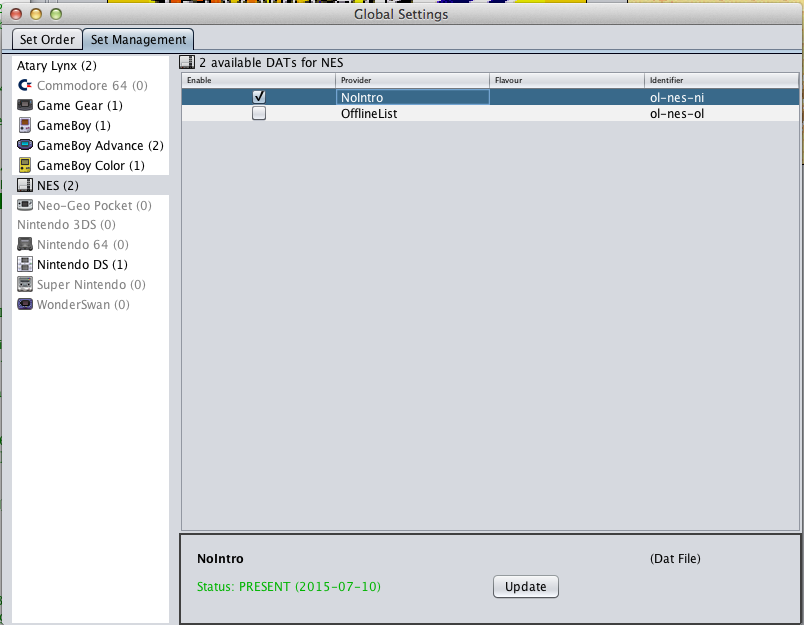 Global Settings
Set Order Set Management
Atary Lynx (2)
Commodore 64 (0)
Game Gear (1)
GameBoy (1)
GameBoy Advance (2)
GameBoy Color (1)
NES (2)
Neo-Geo Pocket (0)
Nintendo 3DS (0)
Nintendo 64 (0)
Nintendo DS (1)
Super Nintendo (0)
WonderSwan (0)
2 available DATs for NES
Enable Provider Flavour Identifier
NoIntro ol-nes-ni
OfflineList ol-nes-ol
NoIntro (Dat File)
Status: PRESENT (2015-07-10) Update